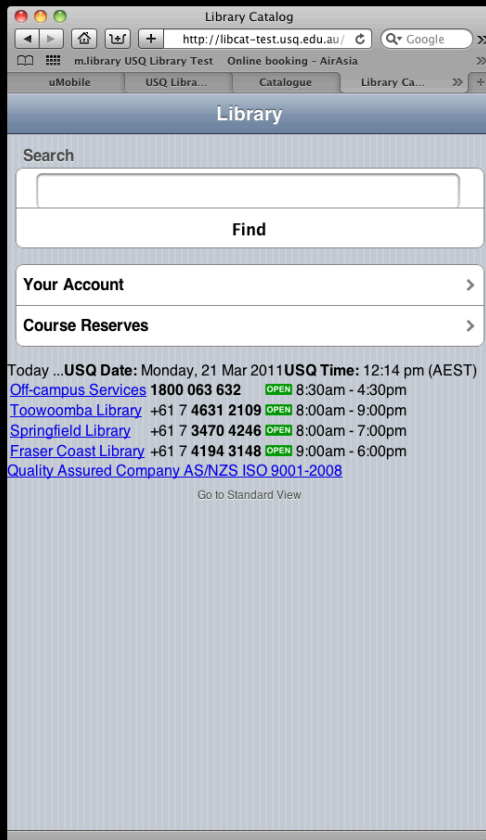 Library Catalog
http://libcat-test.usq.edu.au/ Google
m.library USQ Library Test Online booking – AirAsia
uMobile USQ Libra... Catalogue Library Ca...
Library
Search
Find
Your Account
Course Reserves
Today ...USQ Date: Monday, 21 Mar 2011USQ Time: 12:14 pm (AEST)
Off-campus Services 1800 063 632 OPEN 8:30am - 4:30pm
Toowoomba Library +61 7 4631 2109 OPEN 8:00am - 9:00pm
Springfield Library +61 7 3470 4246 OPEN 8:00am - 7:00pm
Fraser Coast Library +61 7 4194 3148 OPEN 9:00am - 6:00pm
Quality Assured Company AS/NZS ISO 9001-2008
Go to Standard View